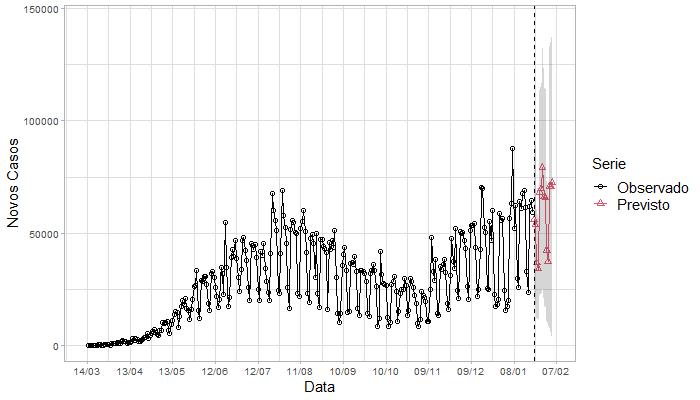 150000
100000
50000
0
Novos Casos
14/03 13/04 13/05 12/06 12/07 11/08 10/09 10/10 09/11 09/12 08/01 07/02
Data
Serie
Observado
Previsto